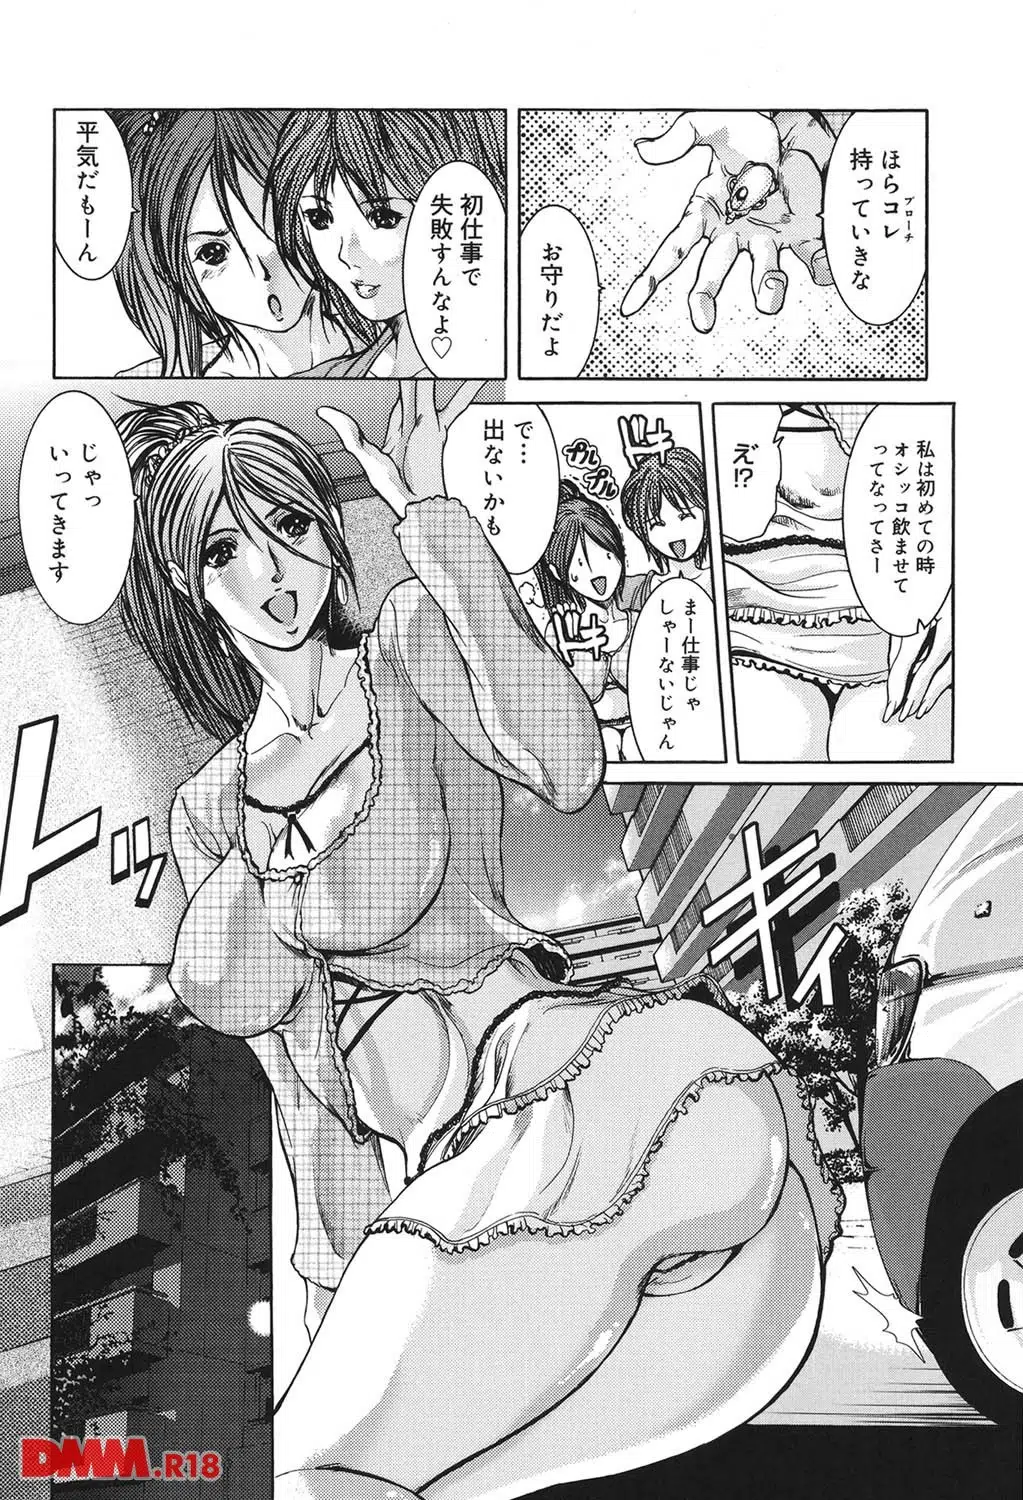 ほらコレ
ブローチ
持っていきな
お守りだよ
初仕事で
失敗すんなよ♡
平気だもーん
私は初めての時
オシッコ飲ませて
ってなってさー
え!?
ドキ
プルプル
ドキ
まー仕事じゃ
しゃーないじゃん
で…
出ないかも
じゃっ
いってきます
キキイ
トッ
DMM.R18